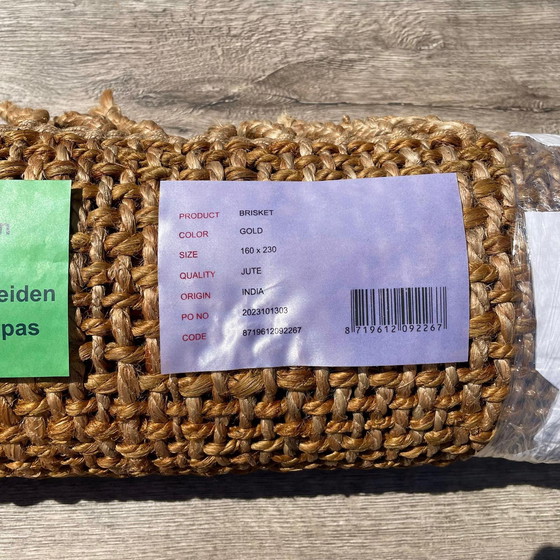 n
eiden
pas
PRODUCT BRISKET
COLOR GOLD
SIZE 160 x 230
QUALITY JUTE
ORIGIN INDIA
PO NO 2023101303
CODE 8719612092267
8 719612 092267